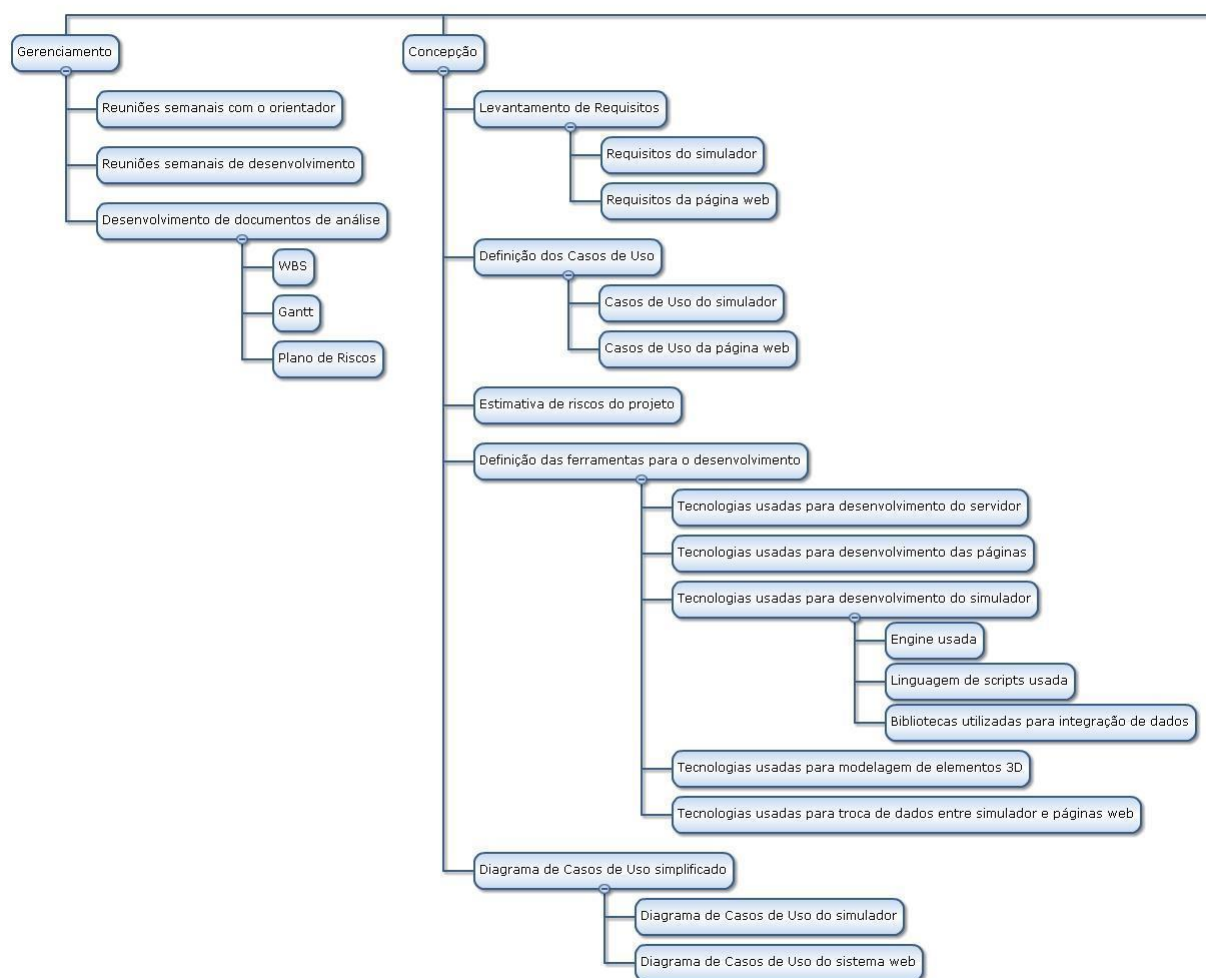 Gerenciamento
Reuniões semanais com o orientador
Reuniões semanais de desenvolvimento
Desenvolvimento de documentos de análise
WBS
Gantt
Plano de Riscos
Concepção
Levantamento de Requisitos
Requisitos do simulador
Requisitos da página web
Definição dos Casos de Uso
Casos de Uso do simulador
Casos de Uso da página web
Estimativa de riscos do projeto
Definição das ferramentas para o desenvolvimento
Tecnologias usadas para desenvolvimento do servidor
Tecnologias usadas para desenvolvimento das páginas
Tecnologias usadas para desenvolvimento do simulador
Engine usada
Linguagem de scripts usada
Bibliotecas utilizadas para integração de dados
Tecnologias usadas para modelagem de elementos 3D
Tecnologias usadas para troca de dados entre simulador e páginas web
Diagrama de Casos de Uso simplificado
Diagrama de Casos de Uso do simulador
Diagrama de Casos de Uso do sistema web